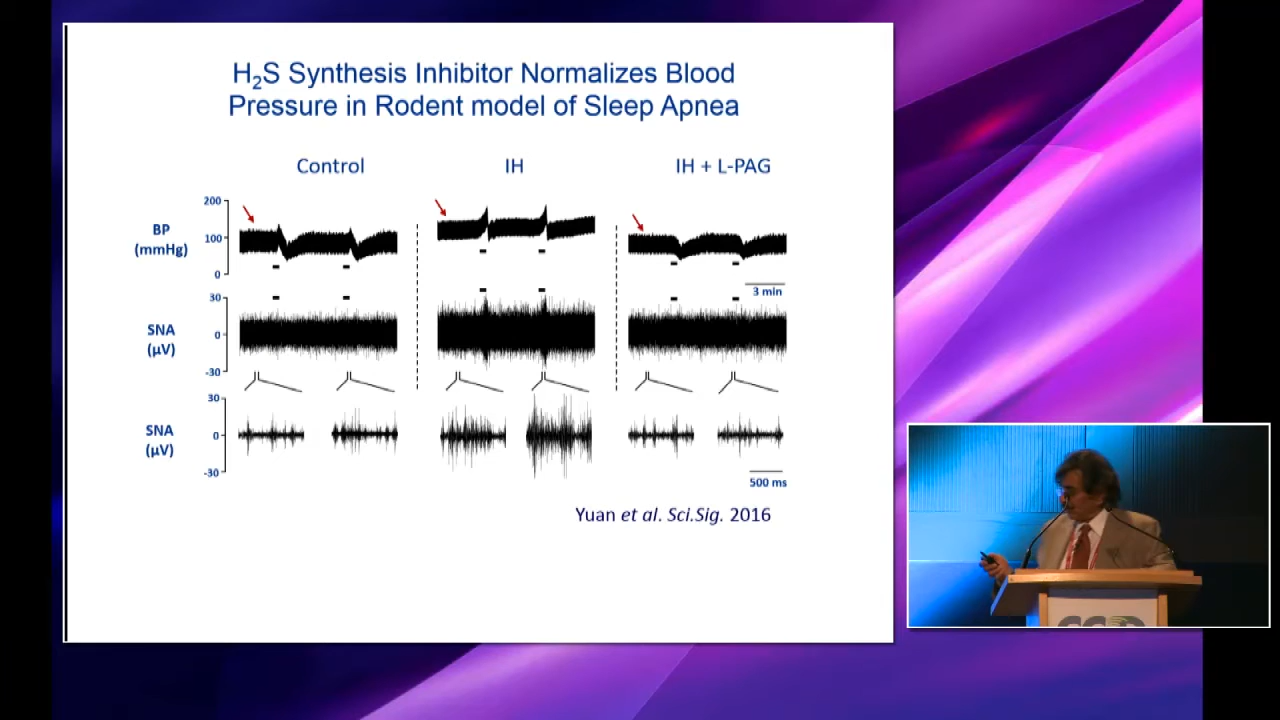 H₂S Synthesis Inhibitor Normalizes Blood
Pressure in Rodent model of Sleep Apnea
Control
IH
IH + L-PAG
BP
(mmHg)
200
100
0
3 min
SNA
(µV)
30
0
-30
SNA
(µV)
30
0
-30
500 ms
Yuan et al. Sci.Sig. 2016